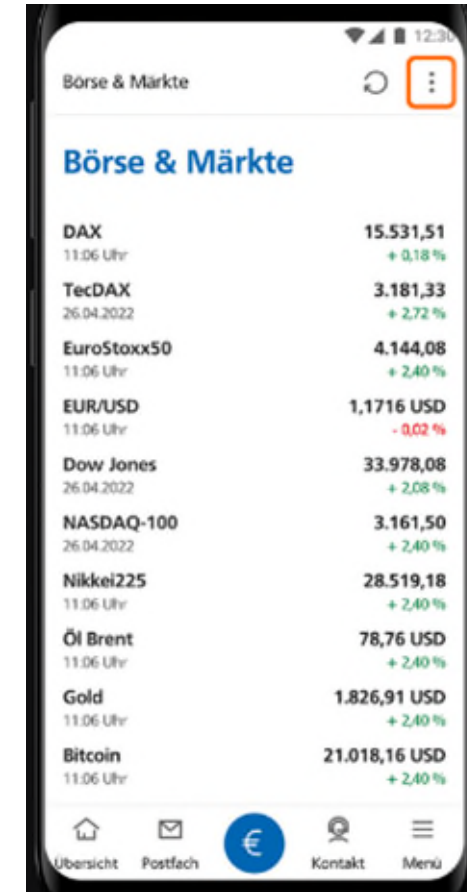 12:30
Börse & Märkte
Börse & Märkte
DAX 15.531,51
11:06 Uhr + 0,18 %
TecDAX 3.181,33
26.04.2022 + 2,72 %
EuroStoxx50 4.144,08
11:06 Uhr + 2,40 %
EUR/USD 1,1716 USD
11:06 Uhr - 0,02 %
Dow Jones 33.978,08
26.04.2022 + 2,08 %
NASDAQ-100 3.161,50
26.04.2022 + 2,40 %
Nikkei225 28.519,18
11:06 Uhr + 2,40 %
Öl Brent 78,76 USD
11:06 Uhr + 2,40 %
Gold 1.826,91 USD
11:06 Uhr + 2,40 %
Bitcoin 21.018,16 USD
11:06 Uhr + 2,40 %
€
Übersicht Postfach Kontakt Menü